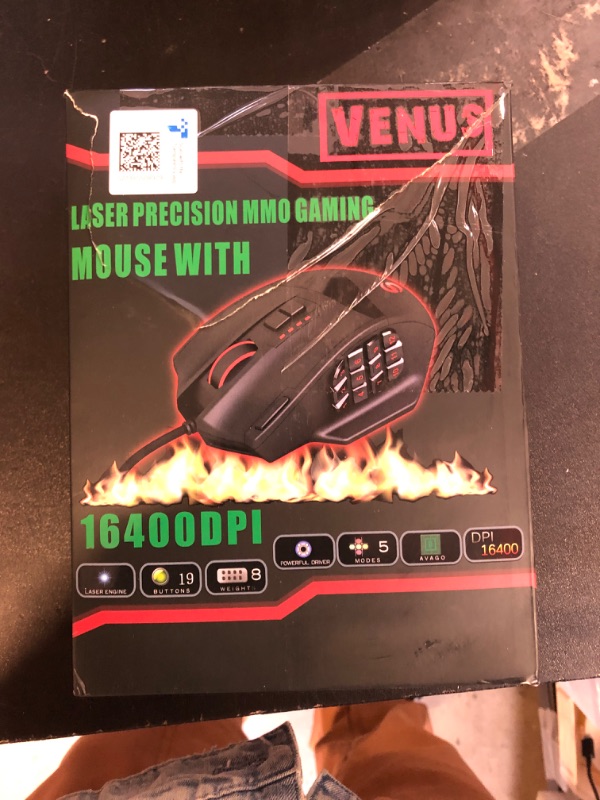 VENUS
LASER PRECISION MMO GAMING
MOUSE WITH
16400DPI
LASER ENGINE
19
BUTTONS
8
WEIGHT
POWERFUL DRIVER
5
MODES
AVAGO
DPI
16400